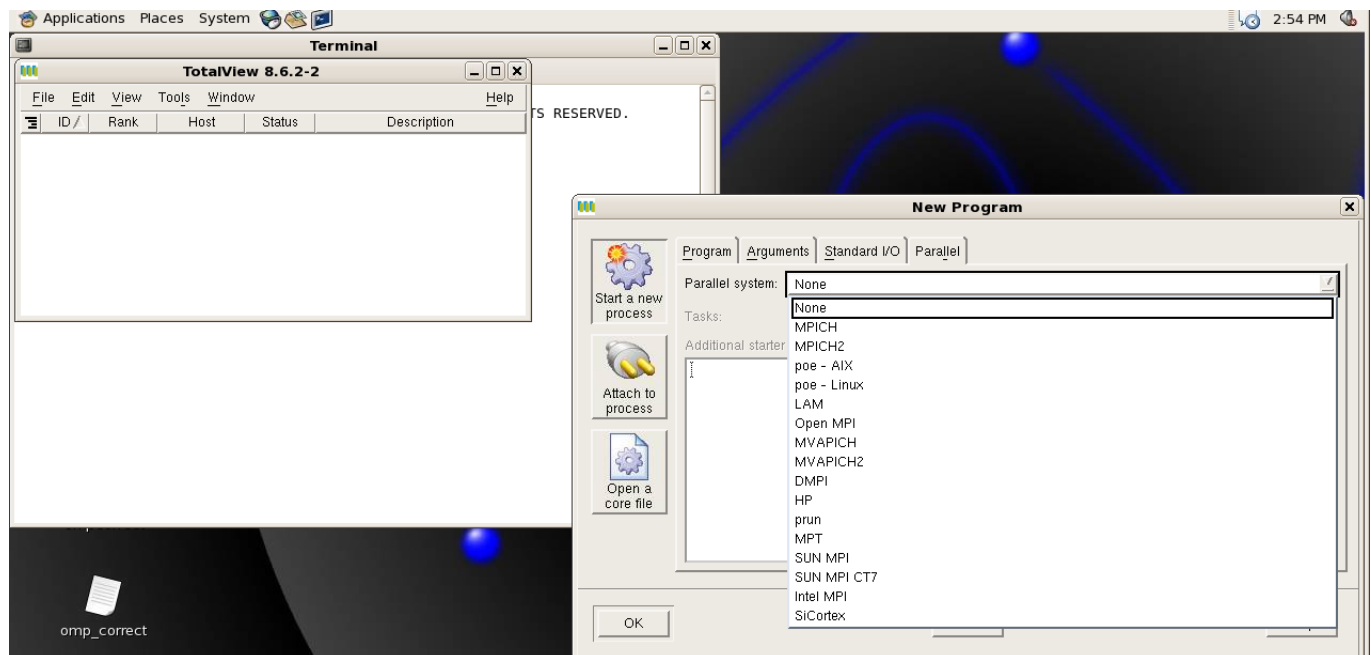 Applications Places System 2:54 PM
Terminal
TotalView 8.6.2-2
File Edit View Tools Window Help
TS RESERVED.
ID / Rank Host Status Description
New Program
Program Arguments Standard I/O Parallel
Start a new
process
Parallel system: None
None
Tasks:
MPICH
Additional starter
MPICH2
poe - AIX
poe - Linux
Attach to
process
LAM
Open MPI
MVAPICH
MVAPICH2
DMPI
Open a
core file
HP
prun
MPT
SUN MPI
SUN MPI CT7
Intel MPI
SiCortex
OK
omp_correct